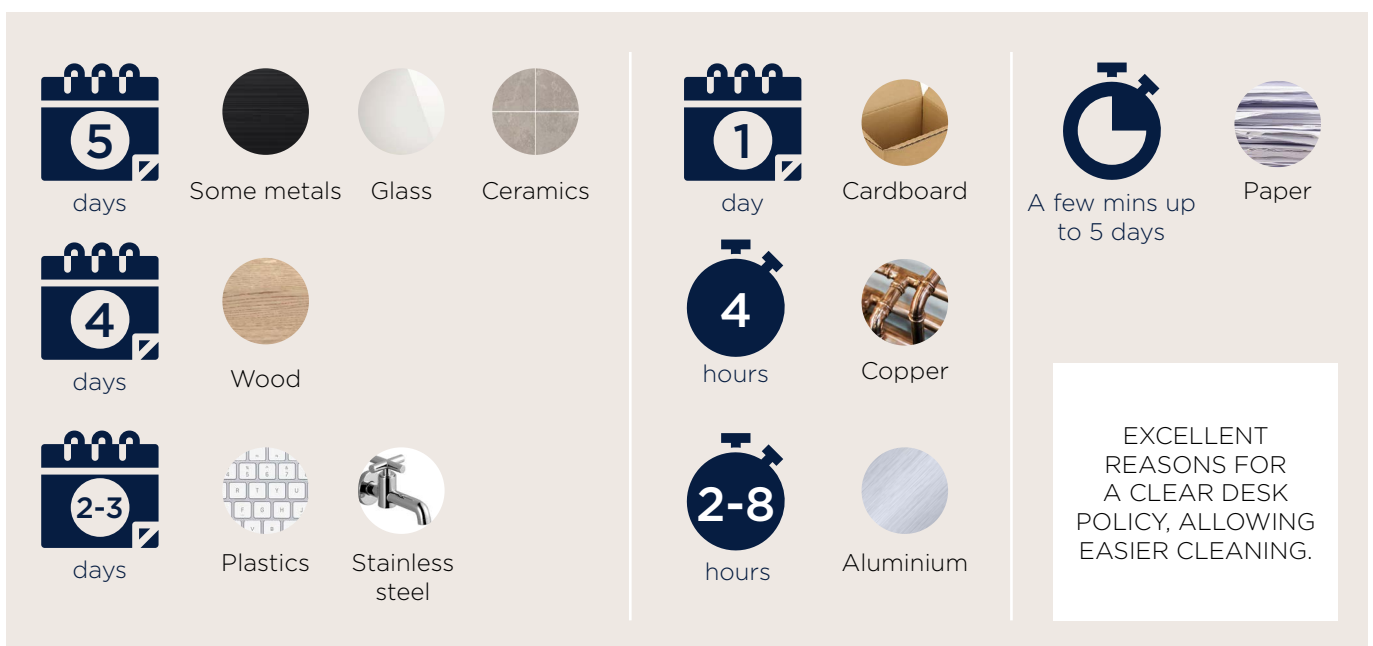 5
days
Some metals
Glass
Ceramics
4
days
Wood
2-3
days
Plastics
Stainless
steel
1
day
Cardboard
4
hours
Copper
2-8
hours
Aluminium
A few mins up
to 5 days
Paper
EXCELLENT
REASONS FOR
A CLEAR DESK
POLICY, ALLOWING
EASIER CLEANING.